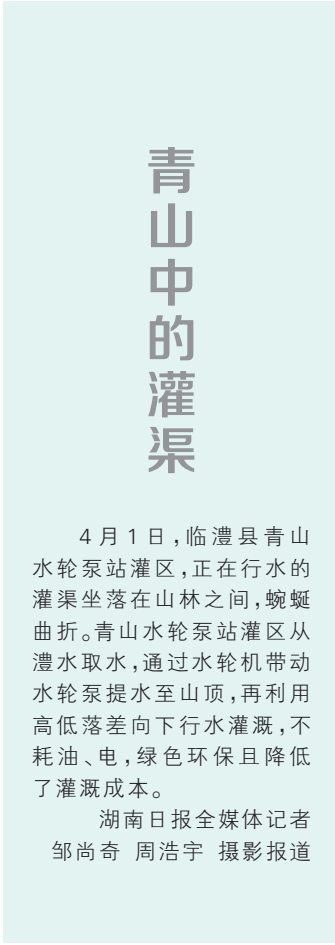 青山中的灌渠
4月1日，临澧县青山
水轮泵站灌区，正在行水的
灌渠坐落在山林之间，蜿蜒
曲折。青山水轮泵站灌区从
澧水取水，通过水轮机带动
水轮泵提水至山顶，再利用
高低落差向下行水灌溉，不
耗油、电，绿色环保且降低
了灌溉成本。
湖南日报全媒体记者
邹尚奇 周浩宇 摄影报道